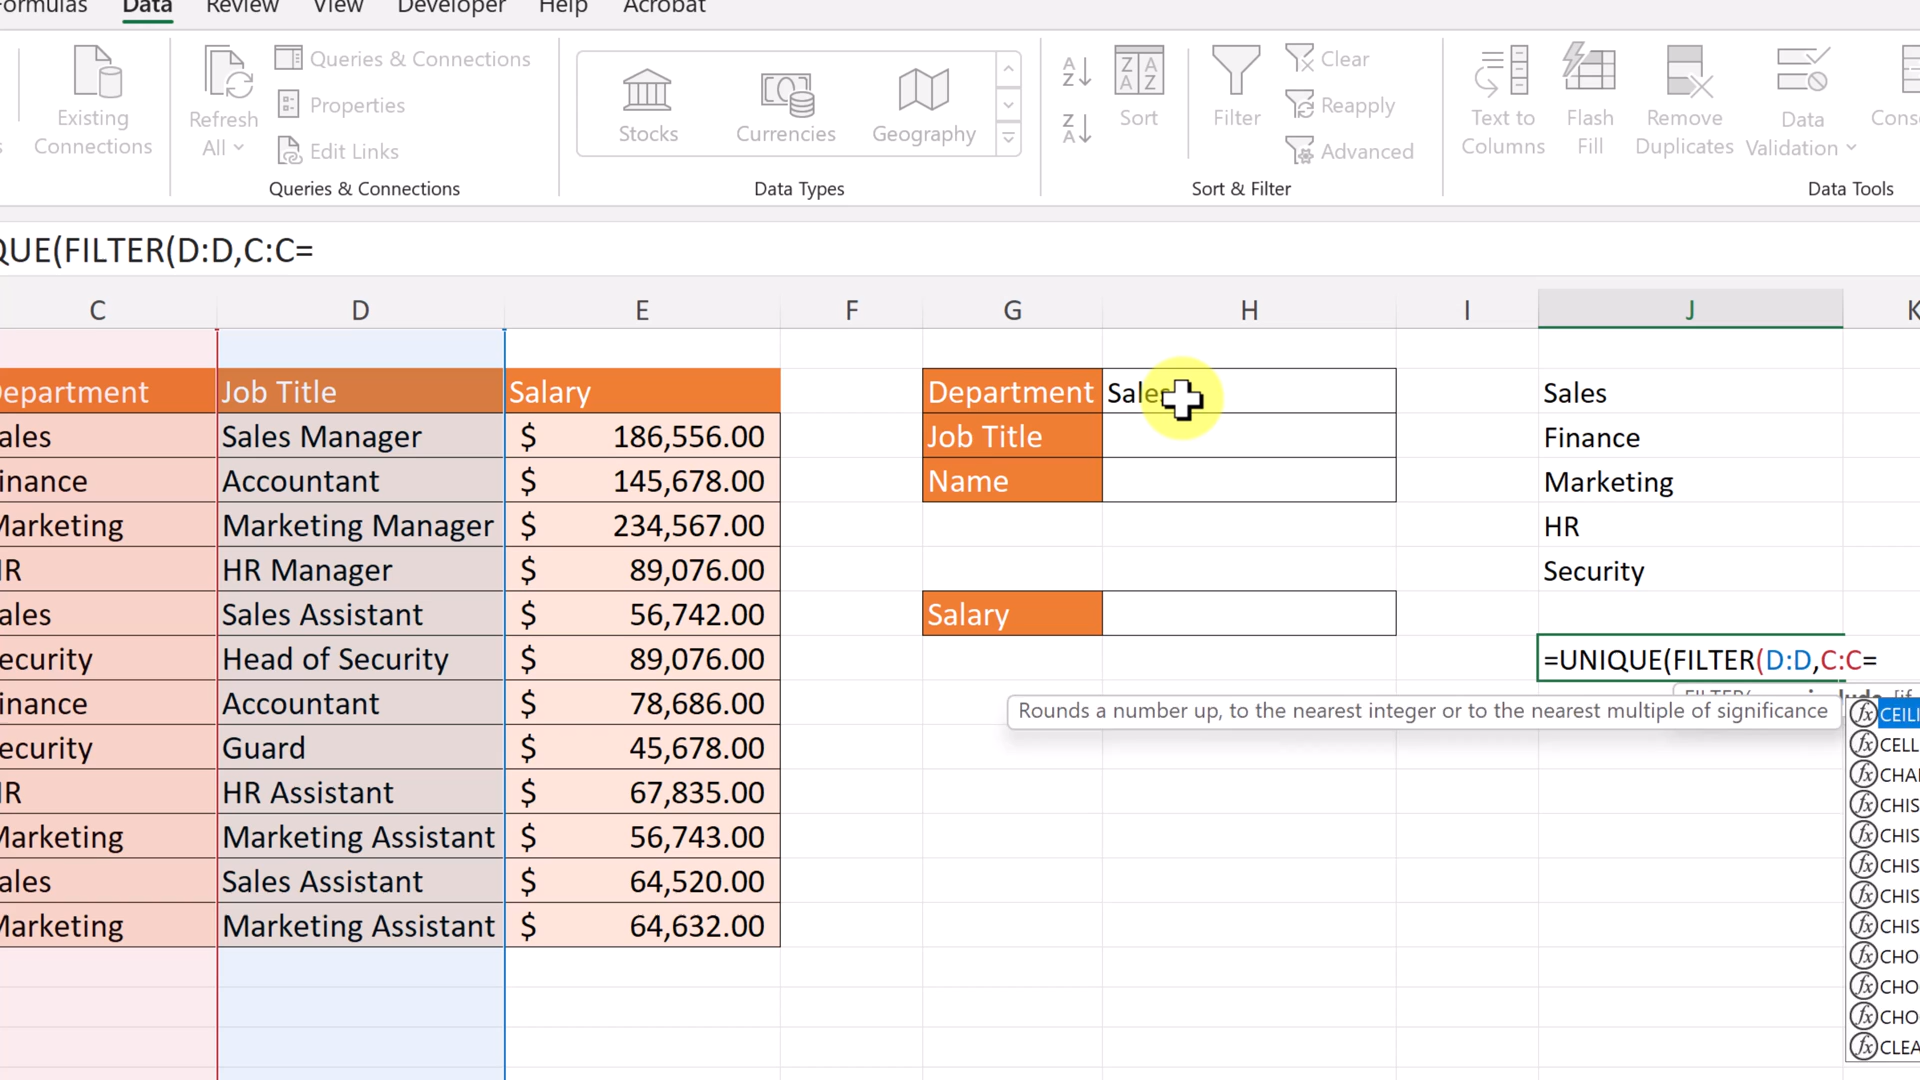 Formulas Data Review View Developer Help Acrobat
Existing
Connections
Refresh
All
Queries & Connections
Properties
Edit Links
Queries & Connections
Stocks
Currencies
Geography
Data Types
Sort
Filter
Clear
Reapply
Advanced
Sort & Filter
Text to
Columns
Flash
Fill
Remove
Duplicates
Data
Validation
Data Tools
QUE(FILTER(D:D,C:C=
C D E F G H I J K
epartment Job Title Salary Department Sales Sales
ales Sales Manager $ 186,556.00 Job Title Finance
inance Accountant $ 145,678.00 Name Marketing
Marketing Marketing Manager $ 234,567.00 HR
HR HR Manager $ 89,076.00 Security
ales Sales Assistant $ 56,742.00 Salary
ecurity Head of Security $ 89,076.00 =UNIQUE(FILTER(D:D,C:C=
inance Accountant $ 78,686.00
ecurity Guard $ 45,678.00
HR HR Assistant $ 67,835.00
Marketing Marketing Assistant $ 56,743.00
ales Sales Assistant $ 64,520.00
Marketing Marketing Assistant $ 64,632.00
Rounds a number up, to the nearest integer or to the nearest multiple of significance
CEILI
CELL
CHA
CHIS
CHIS
CHIS
CHIS
CHIS
CHO
CHO
CHO
CLEA